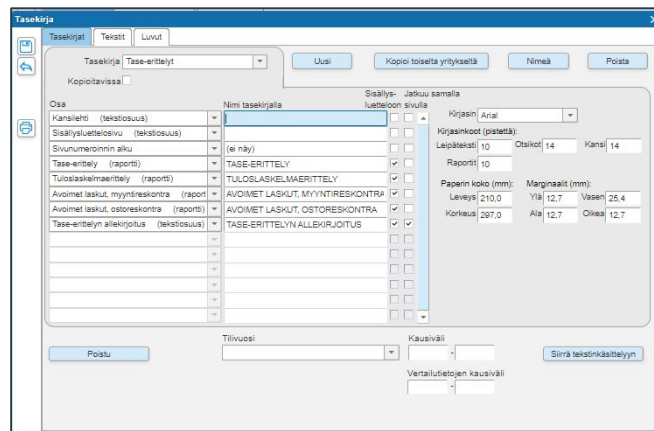 Tasekirja
Tasekirjat Tekstit Luvut
Tasekirja Tase-erittelyt Uusi Kopioi toiselta yritykseltä Nimeä Poista
Kopioitavissa
Sisällys- Jatkuu samalla
Osa Nimi tasekirjalla luetteloon sivulla
Kansilehti (tekstiosuus)
Sisällysluettelosivu (tekstiosuus)
Sivunumeroinnin alku (ei näy)
Tase-erittely (raportti) TASE-ERITTELY
Tuloslaskelmaerittely (raportti) TULOSLASKELMAERITTELY
Avoimet laskut, myyntireskontra (raport AVOIMET LASKUT, MYYNTIRESKONTRA
Avoimet laskut, ostoreskontra (raportti) AVOIMET LASKUT, OSTORESKONTRA
Tase-erittelyn allekirjoitus (tekstiosuus) TASE-ERITTELYN ALLEKIRJOITUS
Kirjasin Arial
Kirjasinkoot (pistettä):
Leipäteksti 10 Otsikot 14 Kansi 14
Raportit 10
Paperin koko (mm): Marginaalit (mm):
Leveys 210,0 Ylä 12,7 Vasen 25,4
Korkeus 297,0 Ala 12,7 Oikea 12,7
Tilivuosi Kausiväli
Poistu - Siirrä tekstinkäsittelyyn
Vertailutietojen kausiväli
-